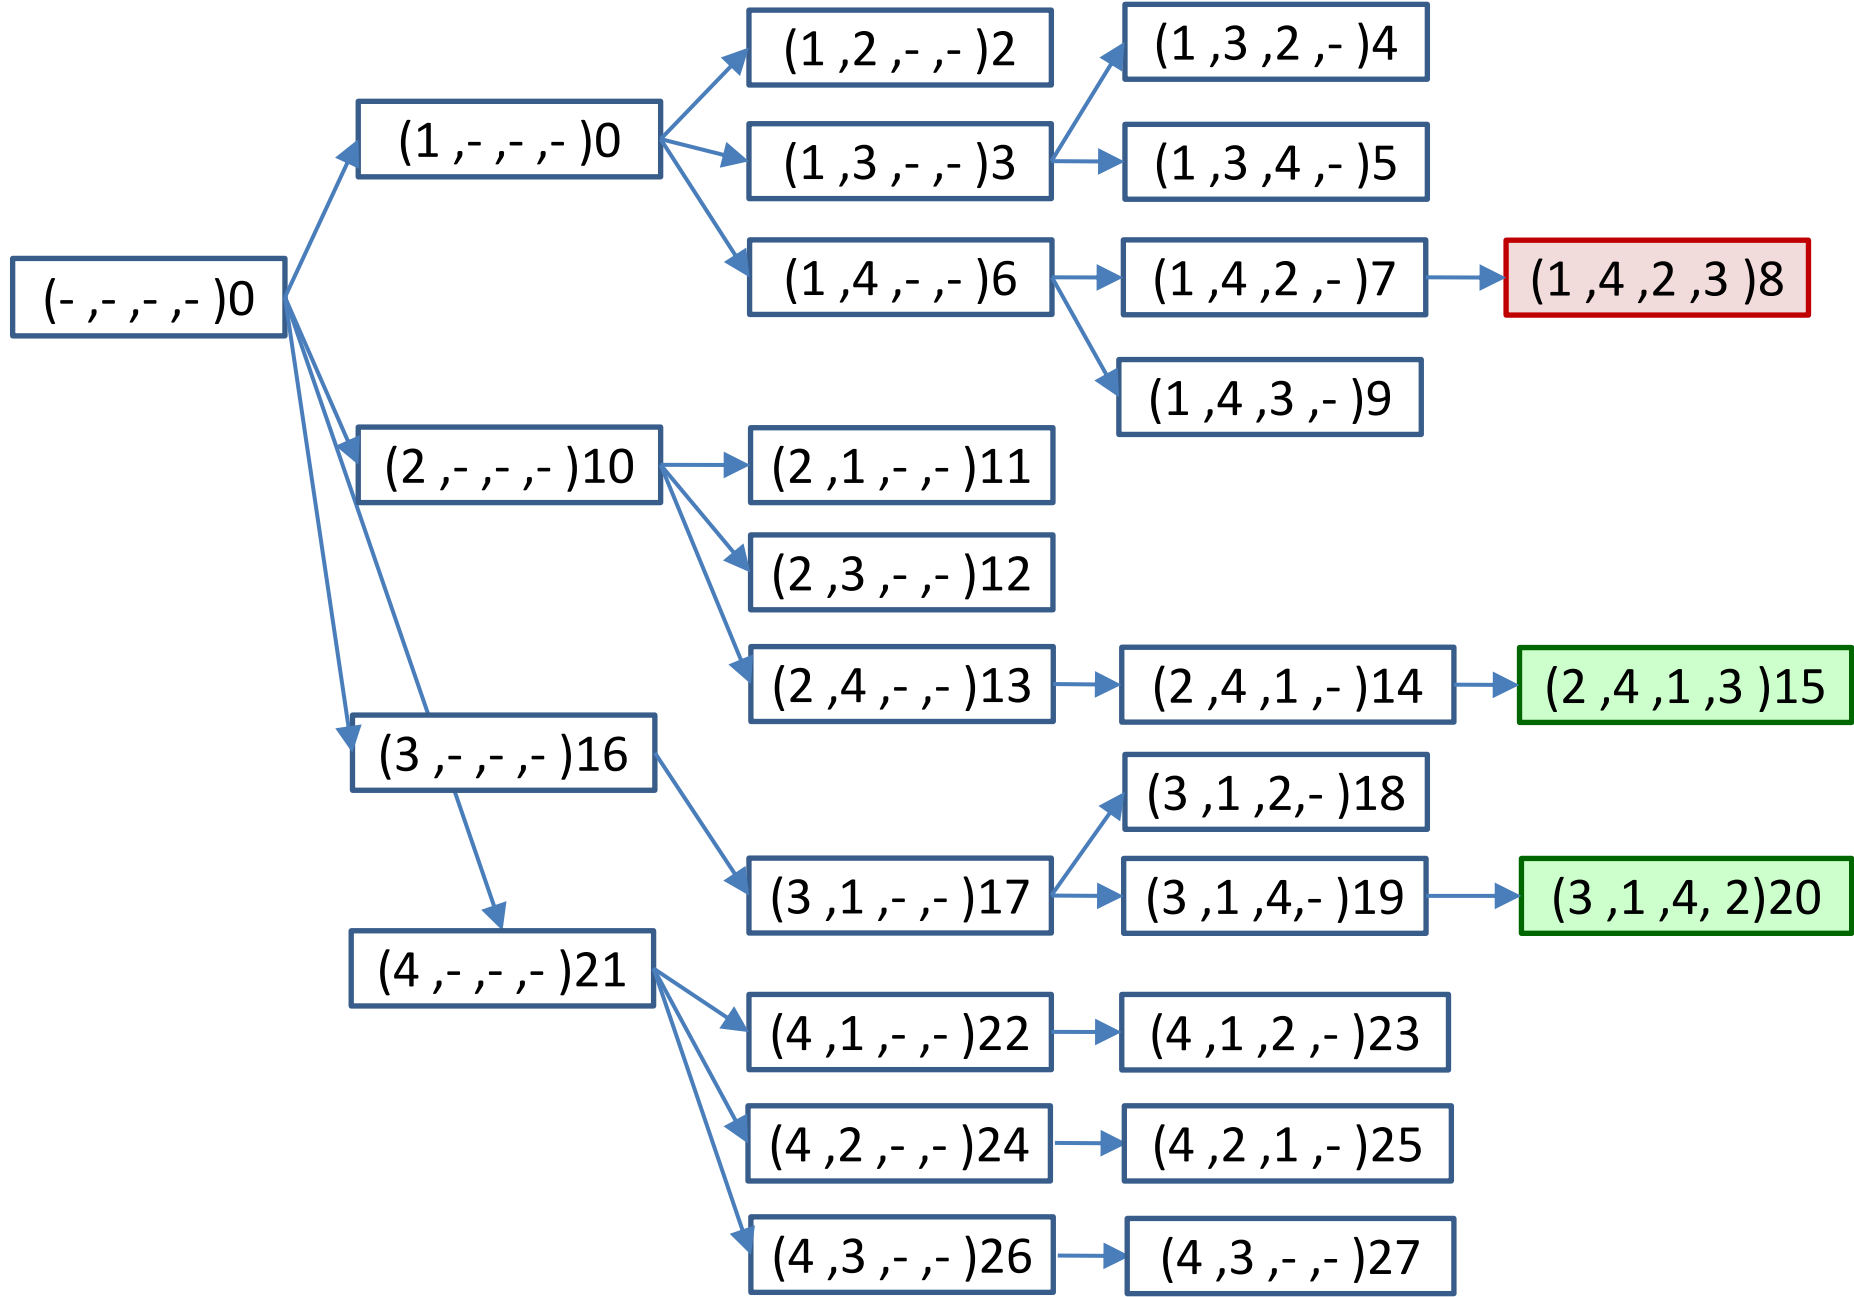 (- ,- ,- ,- )0
(1 ,- ,- ,- )0
(1 ,2 ,- ,- )2
(1 ,3 ,- ,- )3
(1 ,3 ,2 ,- )4
(1 ,3 ,4 ,- )5
(1 ,4 ,- ,- )6
(1 ,4 ,2 ,- )7
(1 ,4 ,2 ,3 )8
(1 ,4 ,3 ,- )9
(2 ,- ,- ,- )10
(2 ,1 ,- ,- )11
(2 ,3 ,- ,- )12
(2 ,4 ,- ,- )13
(2 ,4 ,1 ,- )14
(2 ,4 ,1 ,3 )15
(3 ,- ,- ,- )16
(3 ,1 ,- ,- )17
(3 ,1 ,2,- )18
(3 ,1 ,4,- )19
(3 ,1 ,4, 2)20
(4 ,- ,- ,- )21
(4 ,1 ,- ,- )22
(4 ,1 ,2 ,- )23
(4 ,2 ,- ,- )24
(4 ,2 ,1 ,- )25
(4 ,3 ,- ,- )26
(4 ,3 ,- ,- )27